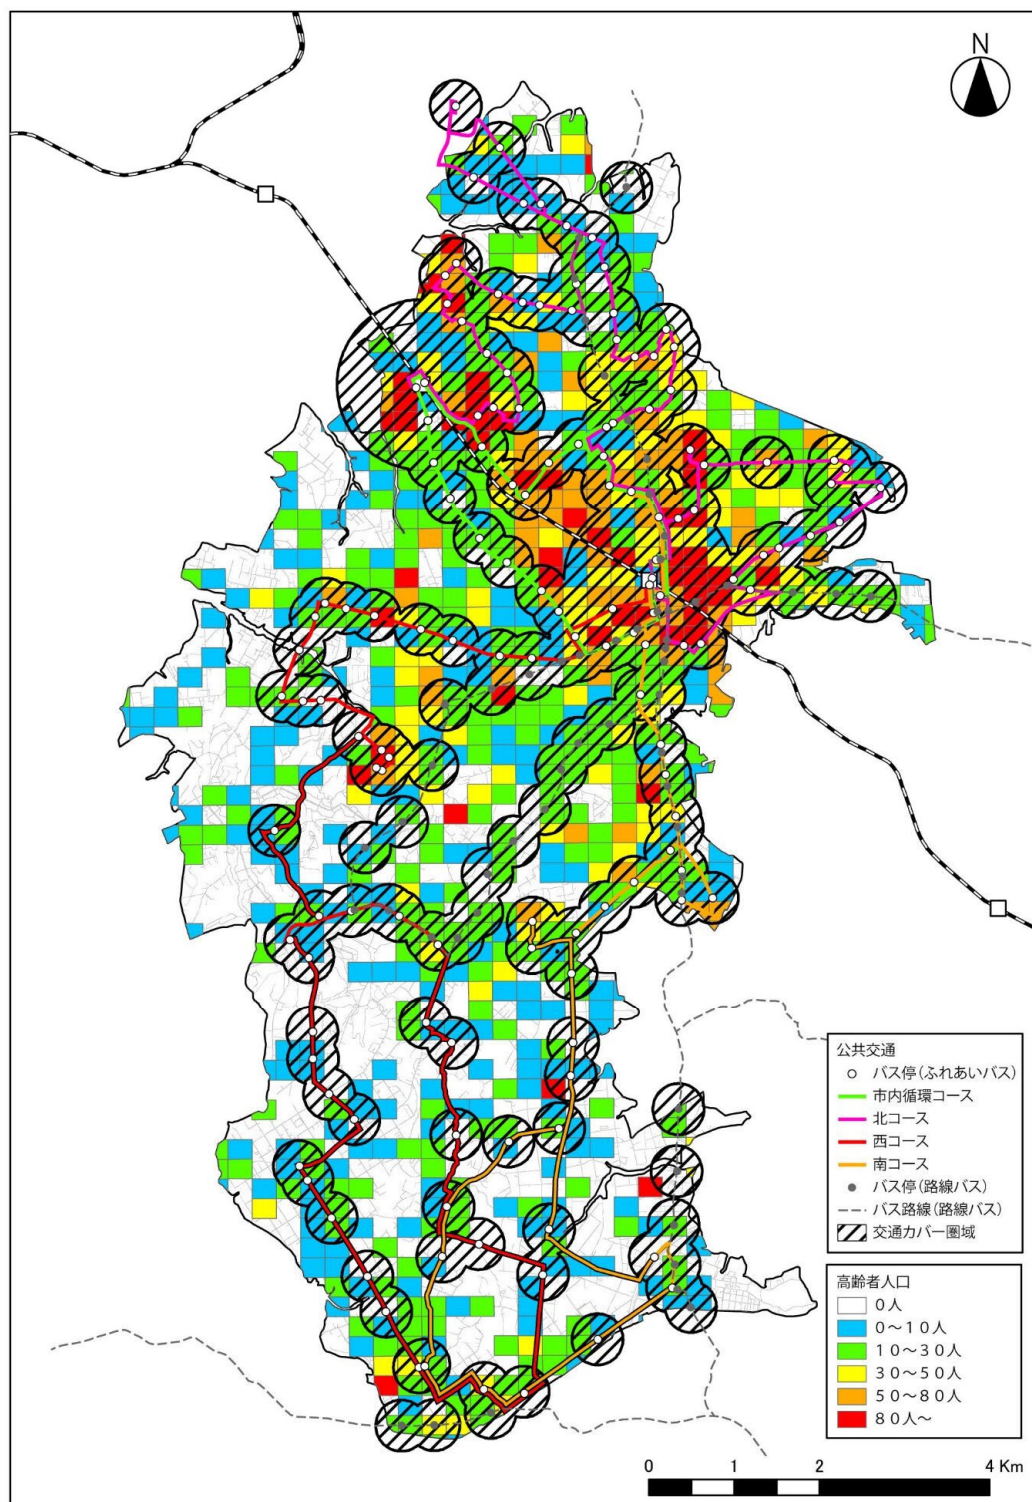 N
公共交通
バス停(ふれあいバス)
市内循環コース
北コース
西コース
南コース
バス停(路線バス)
バス路線(路線バス)
交通カバー圏域
高齢者人口
０人
０～１０人
１０～３０人
３０～５０人
５０～８０人
８０人～
0 1 2 4 Km